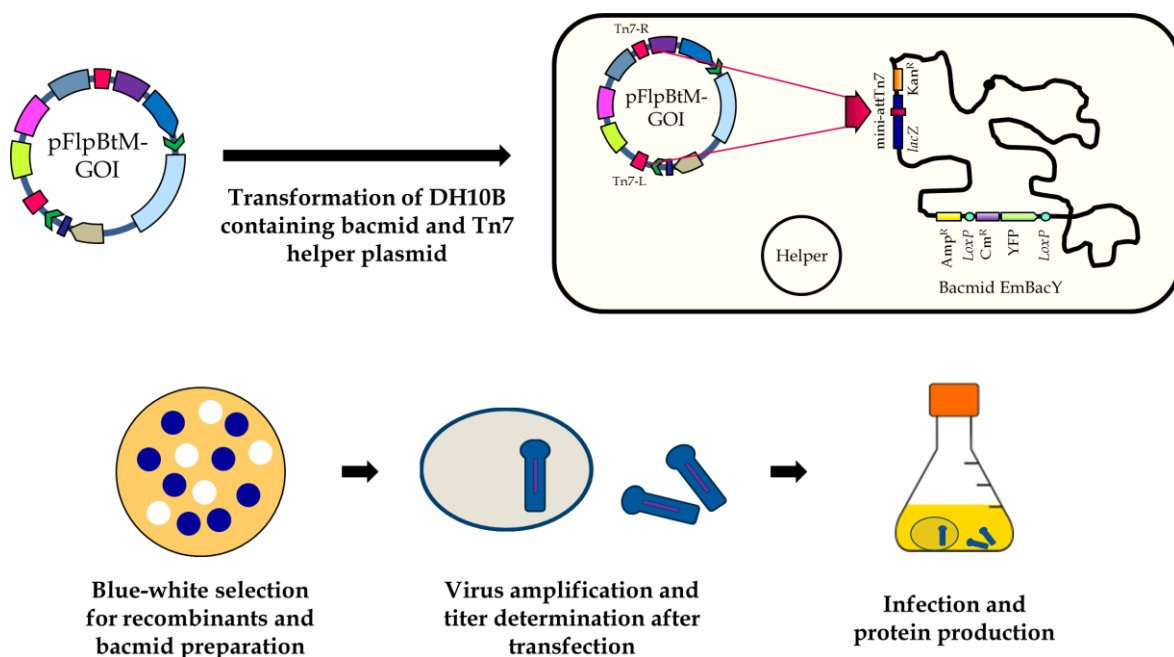 pFlpBtM-
GOI
Transformation of DH10B
containing bacmid and Tn7
helper plasmid
Tn7-R
pFlpBtM-
GOI
Tn7-L
Helper
mini-attTn7
KanR
lacZ
AmpR
LoxP
CmR
YFP
LoxP
Bacmid EmBacY
Blue-white selection
for recombinants and
bacmid preparation
Virus amplification and
titer determination after
transfection
Infection and
protein production